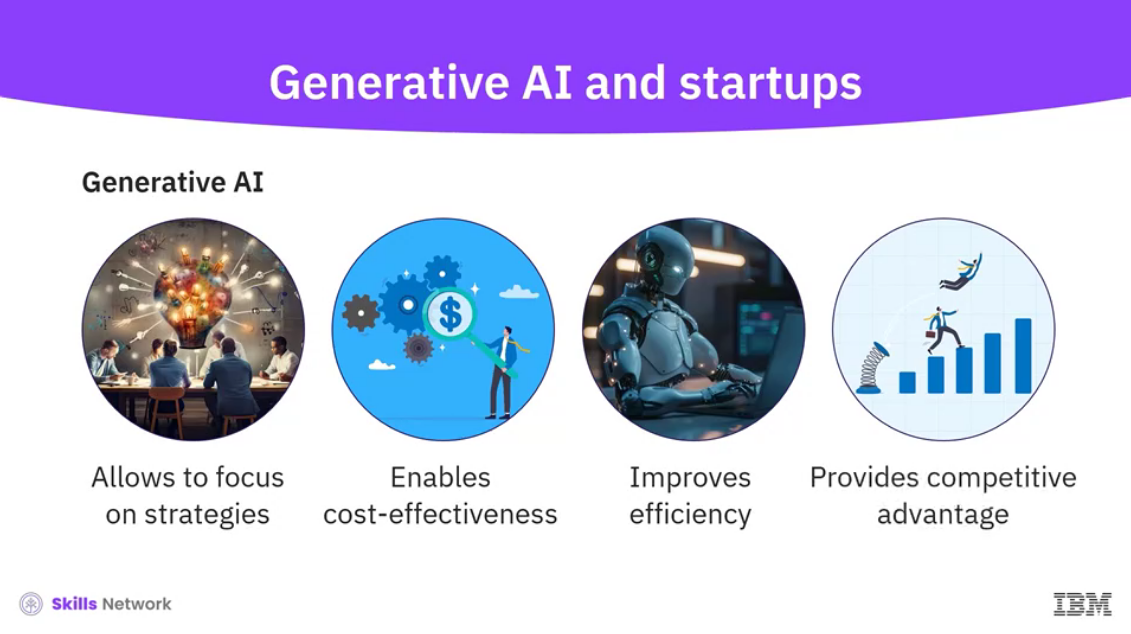 Generative AI and startups
Generative AI
$
Allows to focus
on strategies
Enables
cost-effectiveness
Improves
efficiency
Provides competitive
advantage
Skills Network
IBM